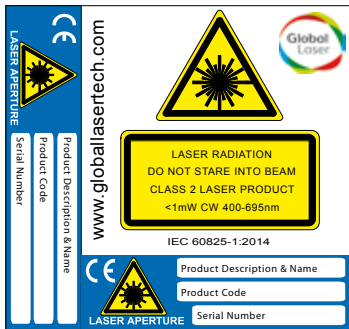 CE
LASER APERTURE
Product Description & Name
Product Code
Serial Number
www.globallasertech.com
Global
Laser
LASER RADIATION
DO NOT STARE INTO BEAM
CLASS 2 LASER PRODUCT
<1mW CW 400-695nm
IEC 60825-1:2014
CE
LASER APERTURE
Product Description & Name
Product Code
Serial Number